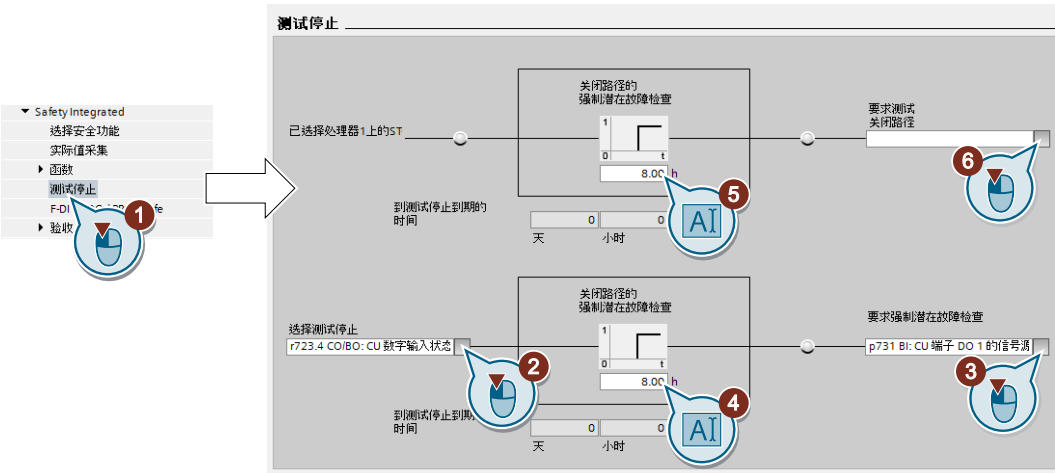 测试停止
Safety Integrated
选择安全功能
实际值采集
函数
测试停止
F-DI
fe
验收
1
关闭路径的
强制潜在故障检查
已选择处理器1上的ST
1
0
t
8.00 h
到测试停止到期的
时间
0
0
天
小时
5
要求测试
关闭路径
6
关闭路径的
强制潜在故障检查
选择测试停止
r723.4 CO/BO: CU 数字输入状态
1
0
t
8.00 h
2
到测试停止到期
时间
0
0
天
小时
4
要求强制潜在故障检查
p731 BI: CU 端子 DO 1 的信号源
3
AI
AI